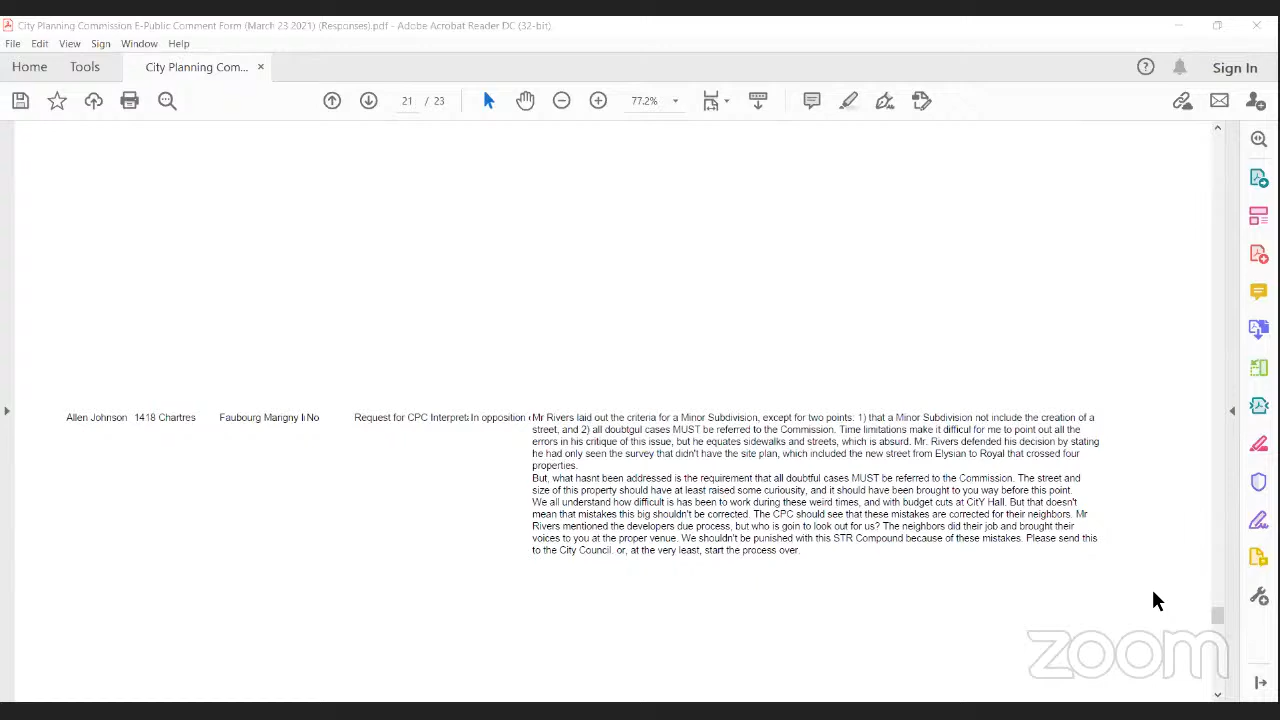 City Planning Commission E-Public Comment Form (March 23 2021) (Responses).pdf - Adobe Acrobat Reader DC (32-bit)
File Edit View Sign Window Help
Home Tools City Planning Com... × Sign In
21 / 23 77.2%
Allen Johnson 1418 Chartres Faubourg Marigny I No Request for CPC Interpret In opposition Mr Rivers laid out the criteria for a Minor Subdivision, except for two points: 1) that a Minor Subdivision not include the creation of a
street, and 2) all doubtgul cases MUST be referred to the Commission. Time limitations make it difficul for me to point out all the
errors in his critique of this issue, but he equates sidewalks and streets, which is absurd. Mr. Rivers defended his decision by stating
he had only seen the survey that didn't have the site plan, which included the new street from Elysian to Royal that crossed four
properties.
But, what hasnt been addressed is the requirement that all doubtful cases MUST be referred to the Commission. The street and
size of this property should have at least raised some curiousity, and it should have been brought to you way before this point.
We all understand how difficult is has been to work during these weird times, and with budget cuts at CitY Hall. But that doesn't
mean that mistakes this big shouldn't be corrected. The CPC should see that these mistakes are corrected for their neighbors. Mr
Rivers mentioned the developers due process, but who is goin to look out for us? The neighbors did their job and brought their
voices to you at the proper venue. We shouldn't be punished with this STR Compound because of these mistakes. Please send this
to the City Council. or, at the very least, start the process over.
zoom